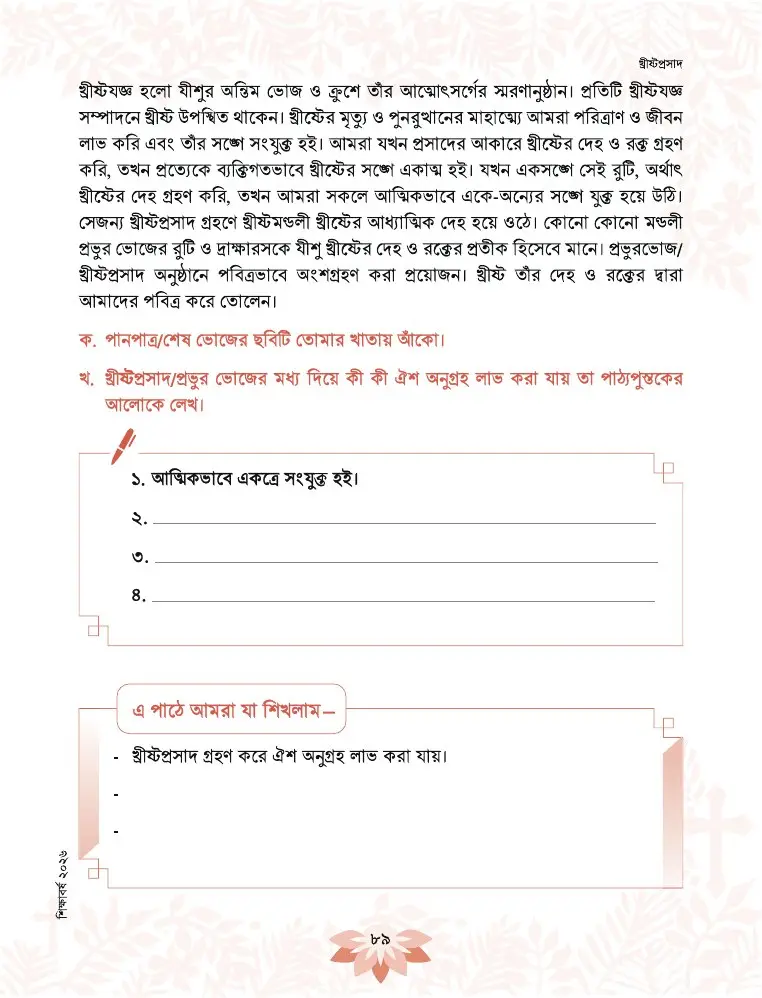 খ্রীষ্টপ্রসাদ
খ্রীষ্টযজ্ঞ হলো যীশুর অন্তিম ভোজ ও ক্রুশে তাঁর আত্মোৎসর্গের স্মরণানুষ্ঠান। প্রতিটি খ্রীষ্টযজ্ঞ
সম্পাদনে খ্রীষ্ট উপস্থিত থাকেন। খ্রীষ্টের মৃত্যু ও পুনরুত্থানের মাহাত্ম্যে আমরা পরিত্রাণ ও জীবন
লাভ করি এবং তাঁর সঙ্গে সংযুক্ত হই। আমরা যখন প্রসাদের আকারে খ্রীষ্টের দেহ ও রক্ত গ্রহণ
করি, তখন প্রত্যেকে ব্যক্তিগতভাবে খ্রীষ্টের সঙ্গে একাত্ম হই। যখন একসঙ্গে সেই রুটি, অর্থাৎ
খ্রীষ্টের দেহ গ্রহণ করি, তখন আমরা সকলে আত্মিকভাবে একে-অন্যের সঙ্গে যুক্ত হয়ে উঠি।
সেজন্য খ্রীষ্টপ্রসাদ গ্রহণে খ্রীষ্টমণ্ডলী খ্রীষ্টের আধ্যাত্মিক দেহ হয়ে ওঠে। কোনো কোনো মণ্ডলী
প্রভুর ভোজের রুটি ও দ্রাক্ষারসকে যীশু খ্রীষ্টের দেহ ও রক্তের প্রতীক হিসেবে মানে। প্রভুরভোজ/
খ্রীষ্টপ্রসাদ অনুষ্ঠানে পবিত্রভাবে অংশগ্রহণ করা প্রয়োজন। খ্রীষ্ট তাঁর দেহ ও রক্তের দ্বারা
আমাদের পবিত্র করে তোলেন।
ক. পানপাত্র/শেষ ভোজের ছবিটি তোমার খাতায় আঁকো।
খ. খ্রীষ্টপ্রসাদ/প্রভুর ভোজের মধ্য দিয়ে কী কী ঐশ অনুগ্রহ লাভ করা যায় তা পাঠ্যপুস্তকের
আলোকে লেখ।
১. আত্মিকভাবে একত্রে সংযুক্ত হই।
২.
৩.
৪.
এ পাঠে আমরা যা শিখলাম—
- খ্রীষ্টপ্রসাদ গ্রহণ করে ঐশ অনুগ্রহ লাভ করা যায়।
-
-
শিক্ষাবর্ষ ২০২৬
৮৯